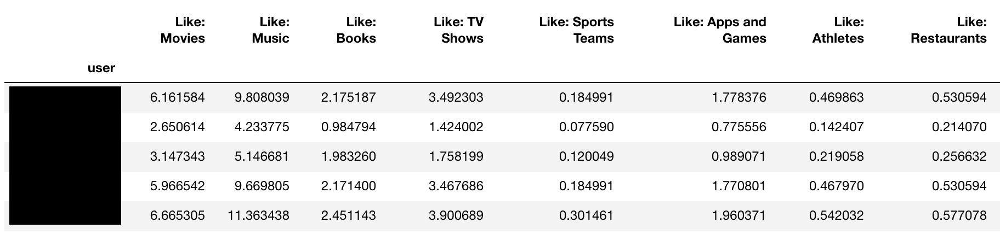 Like: Like: Like: Like: TV Like: Sports Like: Apps and Like: Like:
Movies Music Books Shows Teams Games Athletes Restaurants
user
6.161584 9.808039 2.175187 3.492303 0.184991 1.778376 0.469863 0.530594
2.650614 4.233775 0.984794 1.424002 0.077590 0.775556 0.142407 0.214070
3.147343 5.146681 1.983260 1.758199 0.120049 0.989071 0.219058 0.256632
5.966542 9.669805 2.171400 3.467686 0.184991 1.770801 0.467970 0.530594
6.665305 11.363438 2.451143 3.900689 0.301461 1.960371 0.542032 0.577078